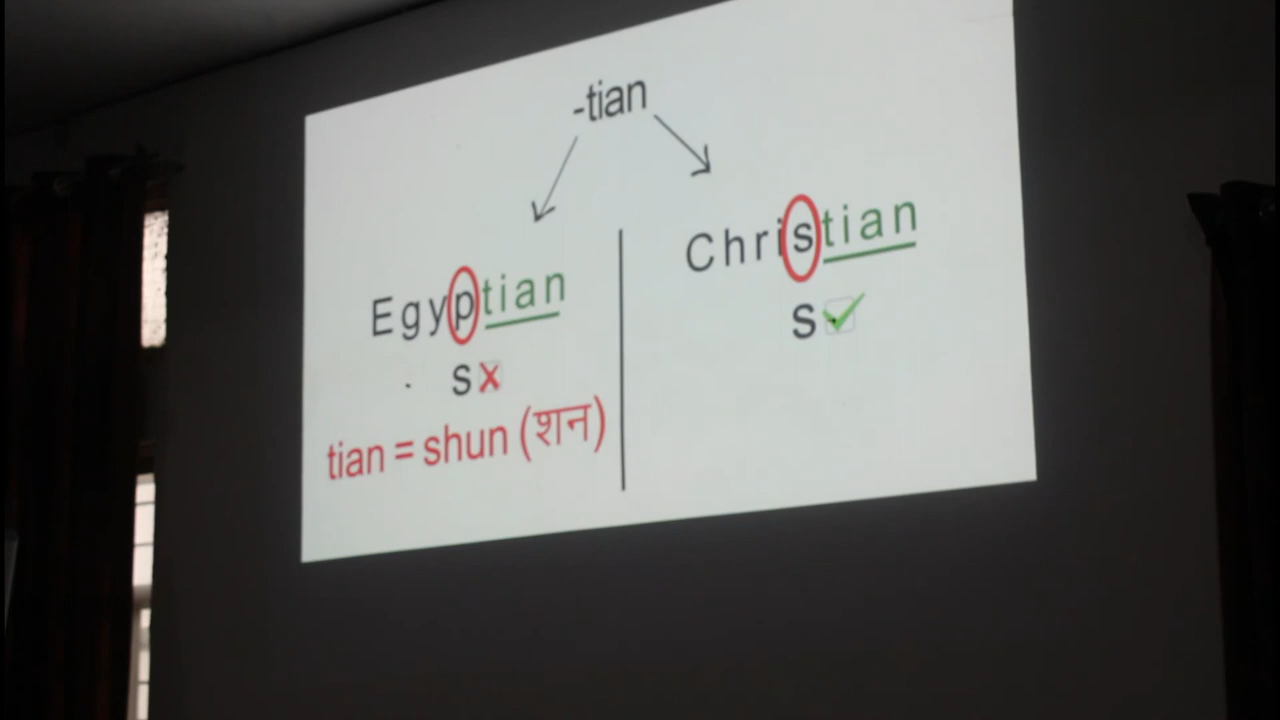 -tian
Egyptian
s
tian = shun (शन)
Christian
s